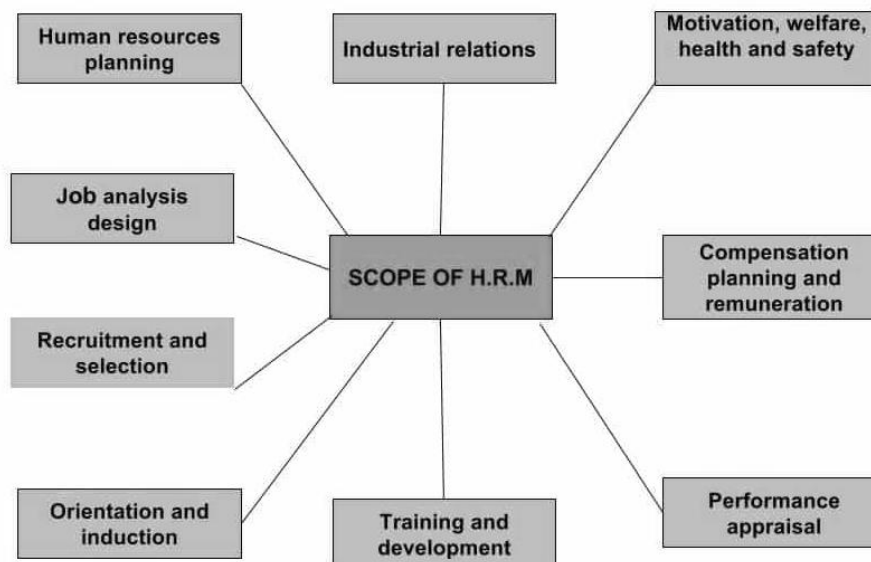 Human resources
planning
Industrial relations
Motivation, welfare,
health and safety
Job analysis
design
SCOPE OF H.R.M
Compensation
planning and
remuneration
Recruitment and
selection
Orientation and
induction
Training and
development
Performance
appraisal